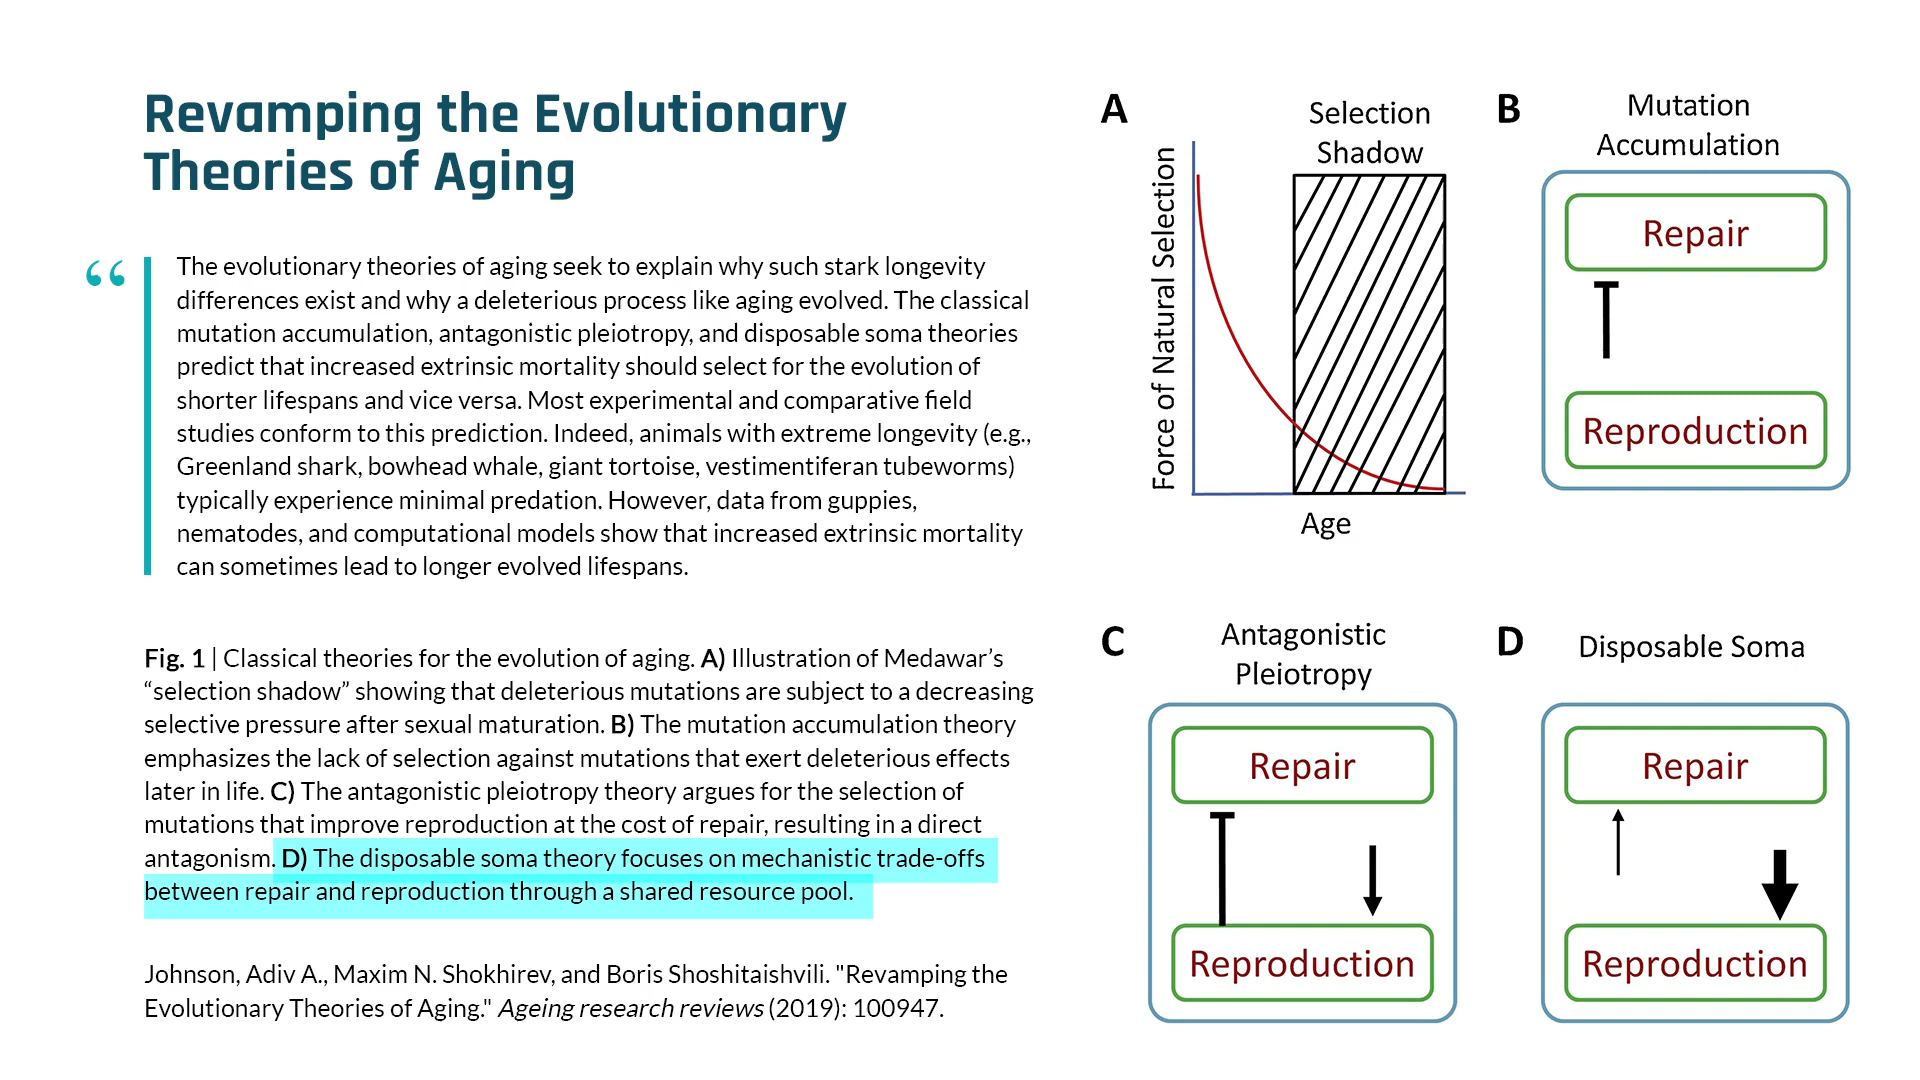 Revamping the Evolutionary
Theories of Aging
“
The evolutionary theories of aging seek to explain why such stark longevity
differences exist and why a deleterious process like aging evolved. The classical
mutation accumulation, antagonistic pleiotropy, and disposable soma theories
predict that increased extrinsic mortality should select for the evolution of
shorter lifespans and vice versa. Most experimental and comparative field
studies conform to this prediction. Indeed, animals with extreme longevity (e.g.,
Greenland shark, bowhead whale, giant tortoise, vestimentiferan tubeworms)
typically experience minimal predation. However, data from guppies,
nematodes, and computational models show that increased extrinsic mortality
can sometimes lead to longer evolved lifespans.
Fig. 1 | Classical theories for the evolution of aging. A) Illustration of Medawar’s
“selection shadow” showing that deleterious mutations are subject to a decreasing
selective pressure after sexual maturation. B) The mutation accumulation theory
emphasizes the lack of selection against mutations that exert deleterious effects
later in life. C) The antagonistic pleiotropy theory argues for the selection of
mutations that improve reproduction at the cost of repair, resulting in a direct
antagonism. D) The disposable soma theory focuses on mechanistic trade-offs
between repair and reproduction through a shared resource pool.
Johnson, Adiv A., Maxim N. Shokhirev, and Boris Shoshitaishvili. "Revamping the
Evolutionary Theories of Aging." Ageing research reviews (2019): 100947.
A
Selection
Shadow
Force of Natural Selection
Age
B
Mutation
Accumulation
Repair
Reproduction
C
Antagonistic
Pleiotropy
Repair
Reproduction
D
Disposable Soma
Repair
Reproduction